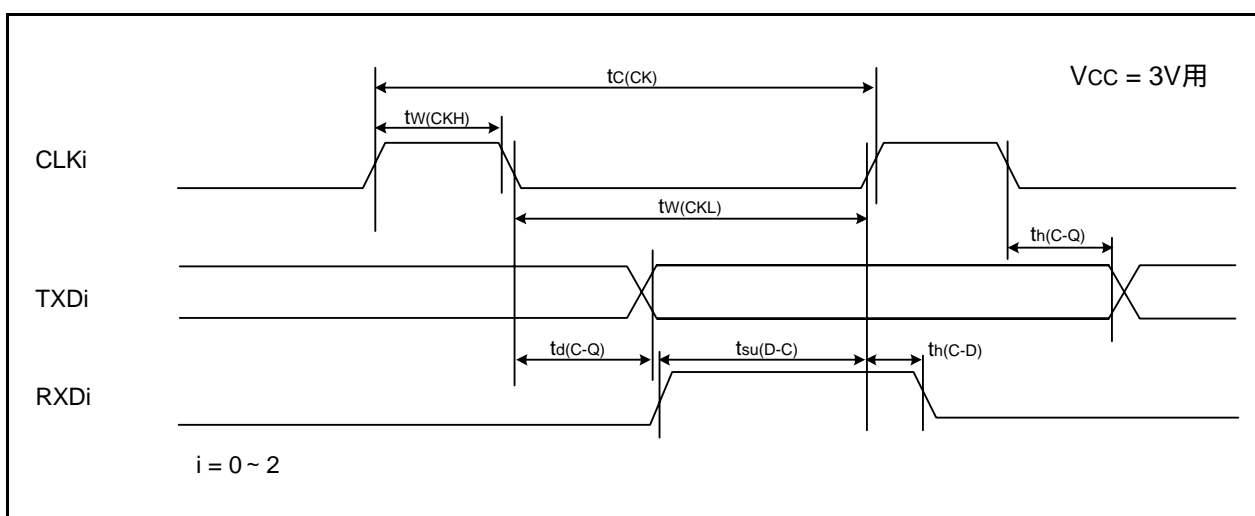 VCC = 3V用
tC(CK)
tW(CKH)
CLKi
tW(CKL)
th(C-Q)
TXDi
td(C-Q)
tsu(D-C)
th(C-D)
RXDi
i = 0 ~ 2